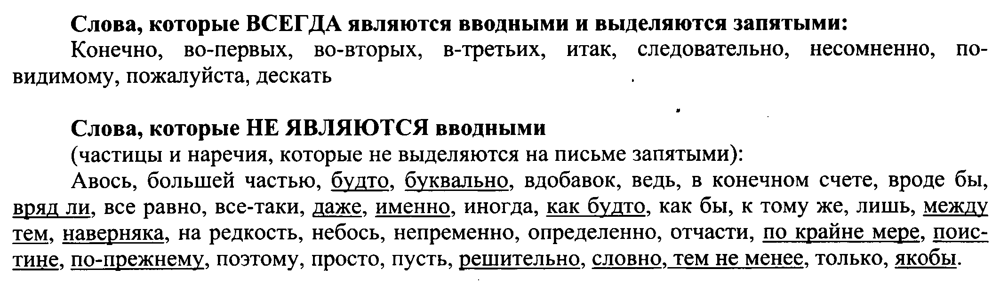 Слова, которые ВСЕГДА являются вводными и выделяются запятыми:
Конечно, во-первых, во-вторых, в-третьих, итак, следовательно, несомненно, по-
видимому, пожалуйста, дескать
Слова, которые НЕ ЯВЛЯЮТСЯ вводными
(частицы и наречия, которые не выделяются на письме запятыми):
Авось, большей частью, будто, буквально, вдобавок, ведь, в конечном счете, вроде бы,
вряд ли, все равно, все-таки, даже, именно, иногда, как будто, как бы, к тому же, лишь, между
тем, наверняка, на редкость, небось, непременно, определенно, отчасти, по крайне мере, поис-
тине, по-прежнему, поэтому, просто, пусть, решительно, словно, тем не менее, только, якобы.